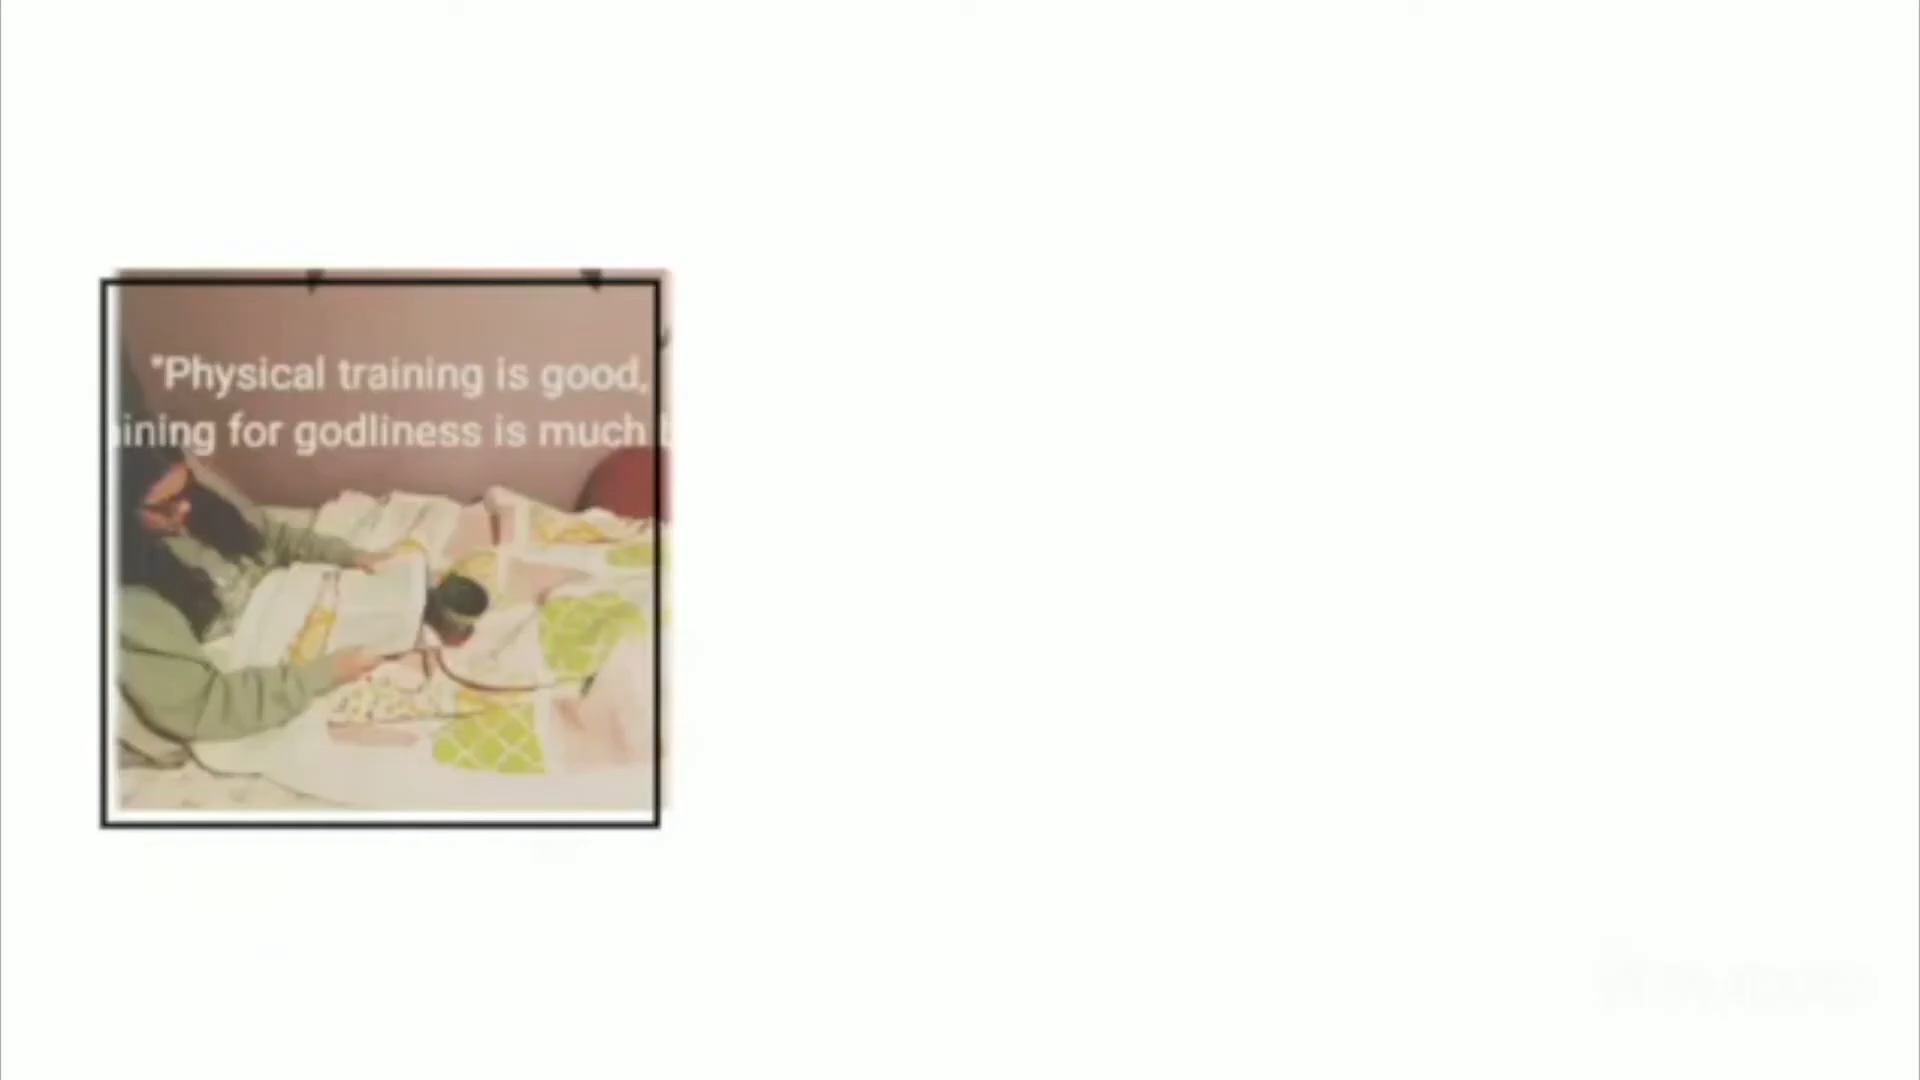 "Physical training is good,
ining for godliness is much